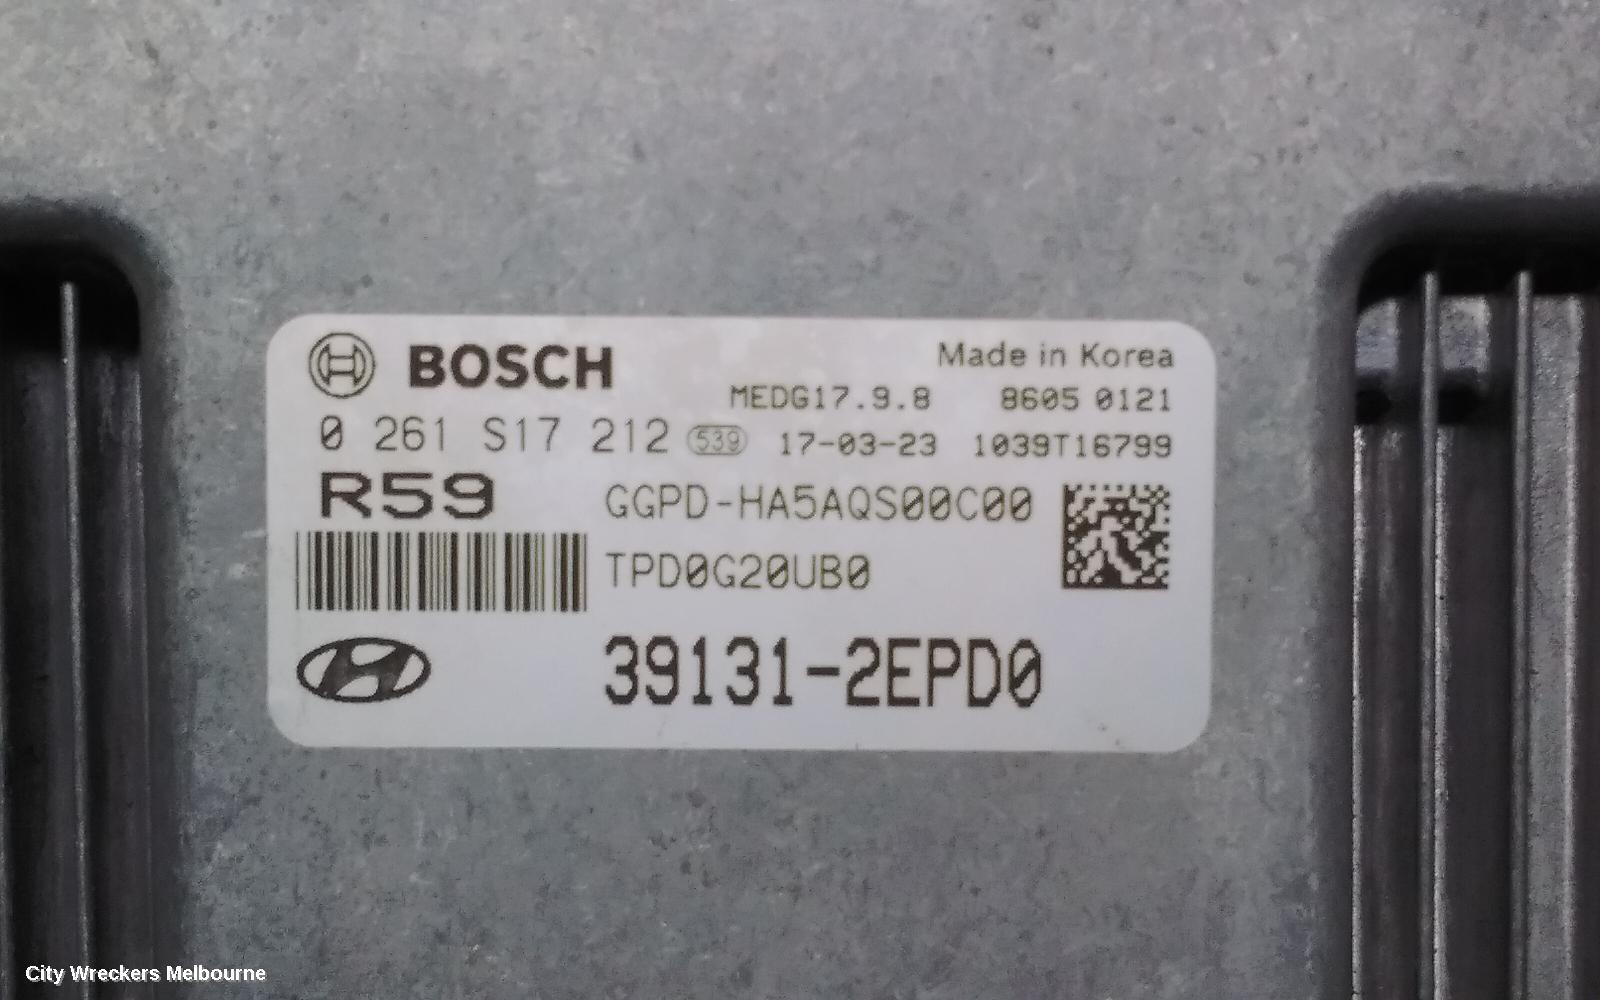 BOSCH
Made in Korea
MEDG17.9.8 8605 0121
0 261 S17 212 539 17-03-23 1039T16799
R59 GGPD-HA5AQS00C00
TPD0G20UB0
39131-2EPD0
City Wreckers Melbourne